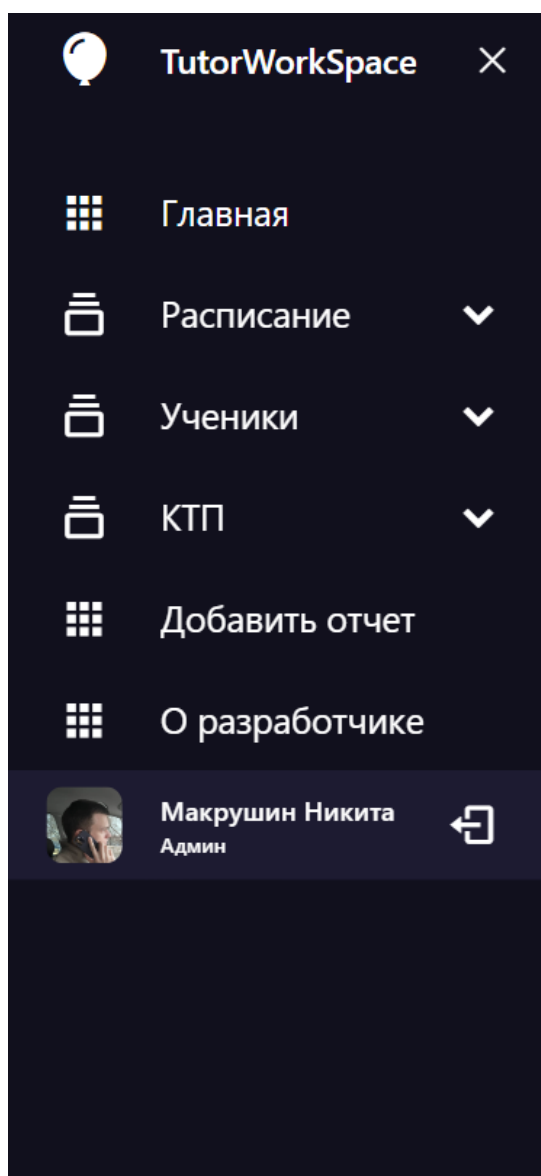 TutorWorkSpace
Главная
Расписание
Ученики
КТП
Добавить отчет
О разработчике
Макрушин Никита
Админ